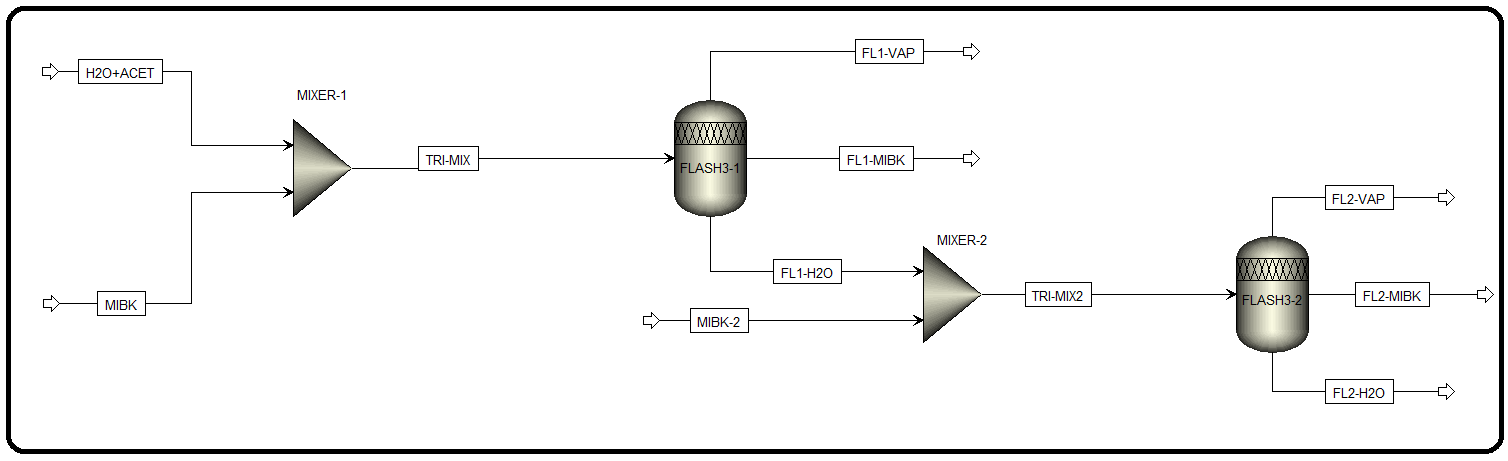 FL1-VAP
H2O+ACET
MIXER-1
TRI-MIX
FL1-MIBK
FLASH3-1
FL2-VAP
MIXER-2
FL1-H2O
MIBK
TRI-MIX2
FL2-MIBK
FLASH3-2
MIBK-2
FL2-H2O